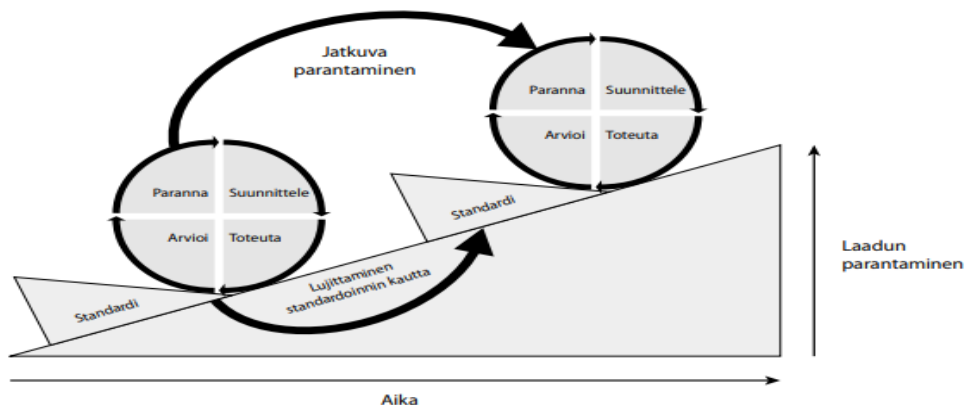 Jatkuva
parantaminen
Paranna
Suunnittele
Arvioi
Toteuta
Paranna
Suunnittele
Arvioi
Toteuta
Standardi
Standardi
Lujittaminen
standardoinnin kautta
Laadun
parantaminen
Aika